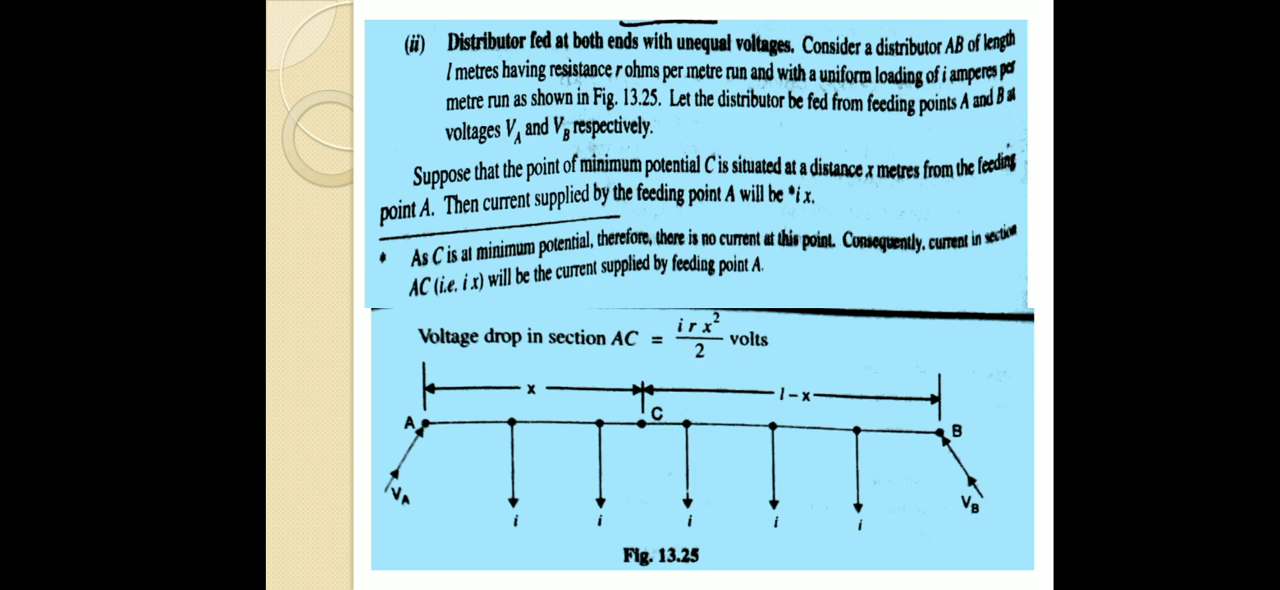 (ii) Distributor fed at both ends with unequal voltages. Consider a distributor AB of length
l metres having resistance r ohms per metre run and with a uniform loading of i amperes per
metre run as shown in Fig. 13.25. Let the distributor be fed from feeding points A and B at
voltages V_A and V_B respectively.
Suppose that the point of minimum potential C is situated at a distance x metres from the feeding
point A. Then current supplied by the feeding point A will be *i x.
* As C is at minimum potential, therefore, there is no current at this point. Consequently, current in section
AC (i.e. i x) will be the current supplied by feeding point A.
Voltage drop in section AC = i r x² / 2 volts
x l – x
A C B
V_A V_B
i i i i i
Fig. 13.25